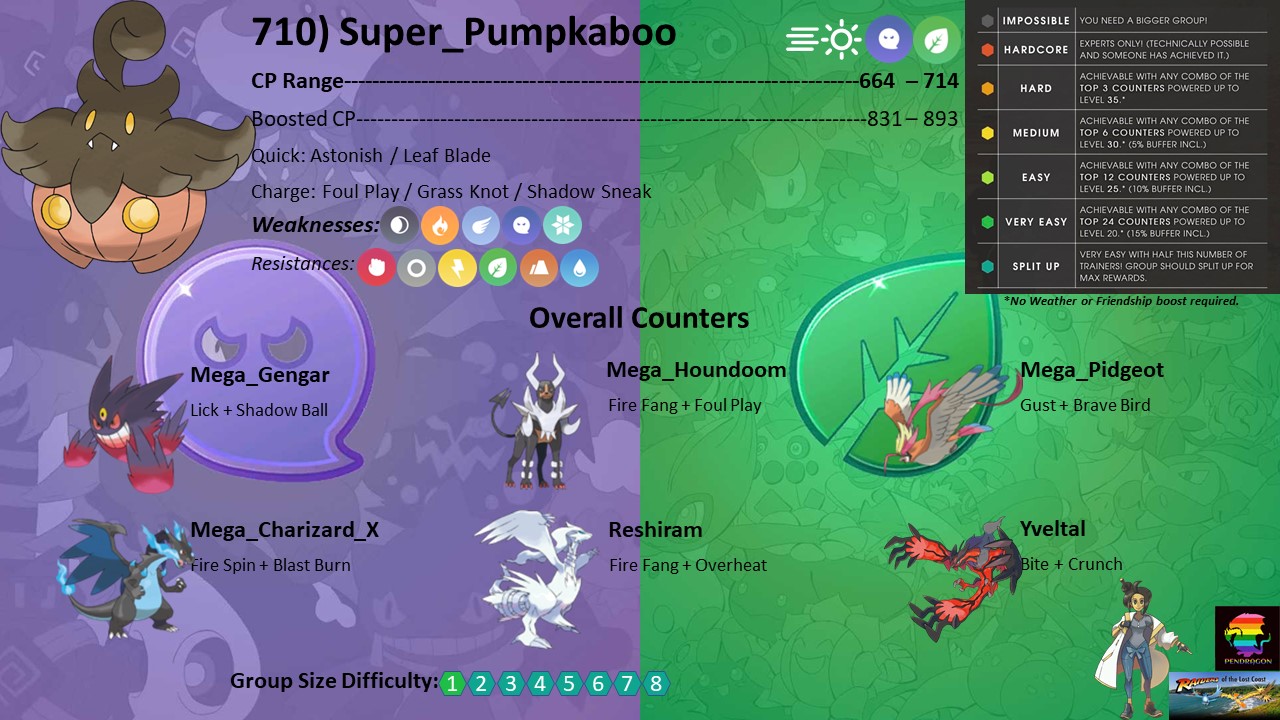 710) Super_Pumpkaboo
CP Range---664 – 714
Boosted CP---831 – 893
Quick: Astonish / Leaf Blade
Charge: Foul Play / Grass Knot / Shadow Sneak
Weaknesses:
Resistances:
IMPOSSIBLE YOU NEED A BIGGER GROUP!
HARDCORE EXPERTS ONLY! (TECHNICALLY POSSIBLE
AND SOMEONE HAS ACHIEVED IT.)
HARD ACHIEVABLE WITH ANY COMBO OF THE
TOP 3 COUNTERS POWERED UP TO
LEVEL 35.*
MEDIUM ACHIEVABLE WITH ANY COMBO OF THE
TOP 6 COUNTERS POWERED UP TO
LEVEL 30.* (5% BUFFER INCL.)
EASY ACHIEVABLE WITH ANY COMBO OF THE
TOP 12 COUNTERS POWERED UP TO
LEVEL 25.* (10% BUFFER INCL.)
VERY EASY ACHIEVABLE WITH ANY COMBO OF THE
TOP 24 COUNTERS POWERED UP TO
LEVEL 20.* (15% BUFFER INCL.)
SPLIT UP VERY EASY WITH HALF THIS NUMBER OF
TRAINERS! GROUP SHOULD SPLIT UP FOR
MAX REWARDS.
*No Weather or Friendship boost required.
Overall Counters
Mega_Gengar
Lick + Shadow Ball
Mega_Houndoom
Fire Fang + Foul Play
Mega_Pidgeot
Gust + Brave Bird
Mega_Charizard_X
Fire Spin + Blast Burn
Reshiram
Fire Fang + Overheat
Yveltal
Bite + Crunch
Group Size Difficulty: 1 2 3 4 5 6 7 8
PENDRAGON
RAIDERS of the Lost Coast